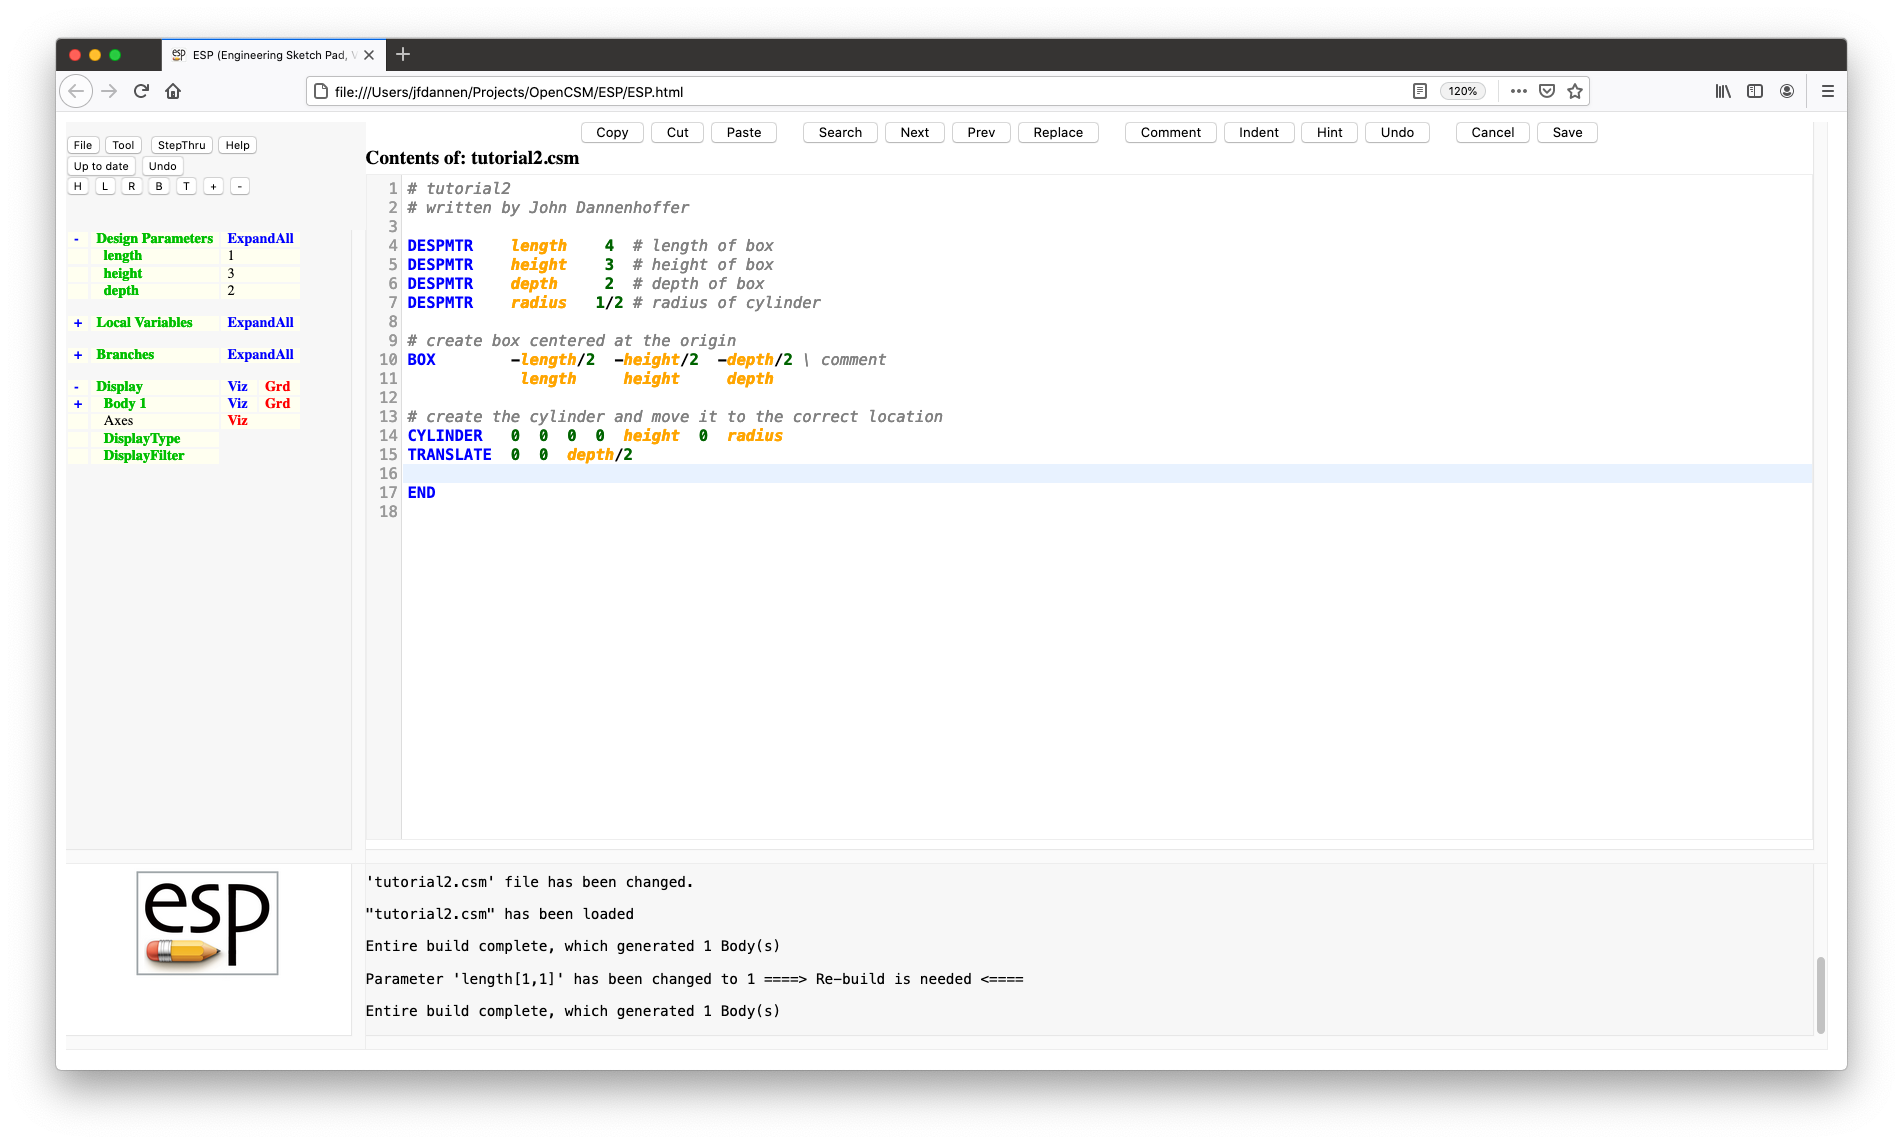 esp ESP (Engineering Sketch Pad, V
file:///Users/jfdannen/Projects/OpenCSM/ESP/ESP.html 120%
Copy Cut Paste Search Next Prev Replace Comment Indent Hint Undo Cancel Save
File Tool StepThru Help
Up to date Undo
H L R B T + -
- Design Parameters ExpandAll
length 1
height 3
depth 2
+ Local Variables ExpandAll
+ Branches ExpandAll
- Display Viz Grd
+ Body 1 Viz Grd
Axes Viz
DisplayType
DisplayFilter
Contents of: tutorial2.csm
1 # tutorial2
2 # written by John Dannenhoffer
3
4 DESPMTR length 4 # length of box
5 DESPMTR height 3 # height of box
6 DESPMTR depth 2 # depth of box
7 DESPMTR radius 1/2 # radius of cylinder
8
9 # create box centered at the origin
10 BOX -length/2 -height/2 -depth/2 \ comment
11 length height depth
12
13 # create the cylinder and move it to the correct location
14 CYLINDER 0 0 0 0 height 0 radius
15 TRANSLATE 0 0 depth/2
16
17 END
18
esp
'tutorial2.csm' file has been changed.
"tutorial2.csm" has been loaded
Entire build complete, which generated 1 Body(s)
Parameter 'length[1,1]' has been changed to 1 ====> Re-build is needed <====
Entire build complete, which generated 1 Body(s)